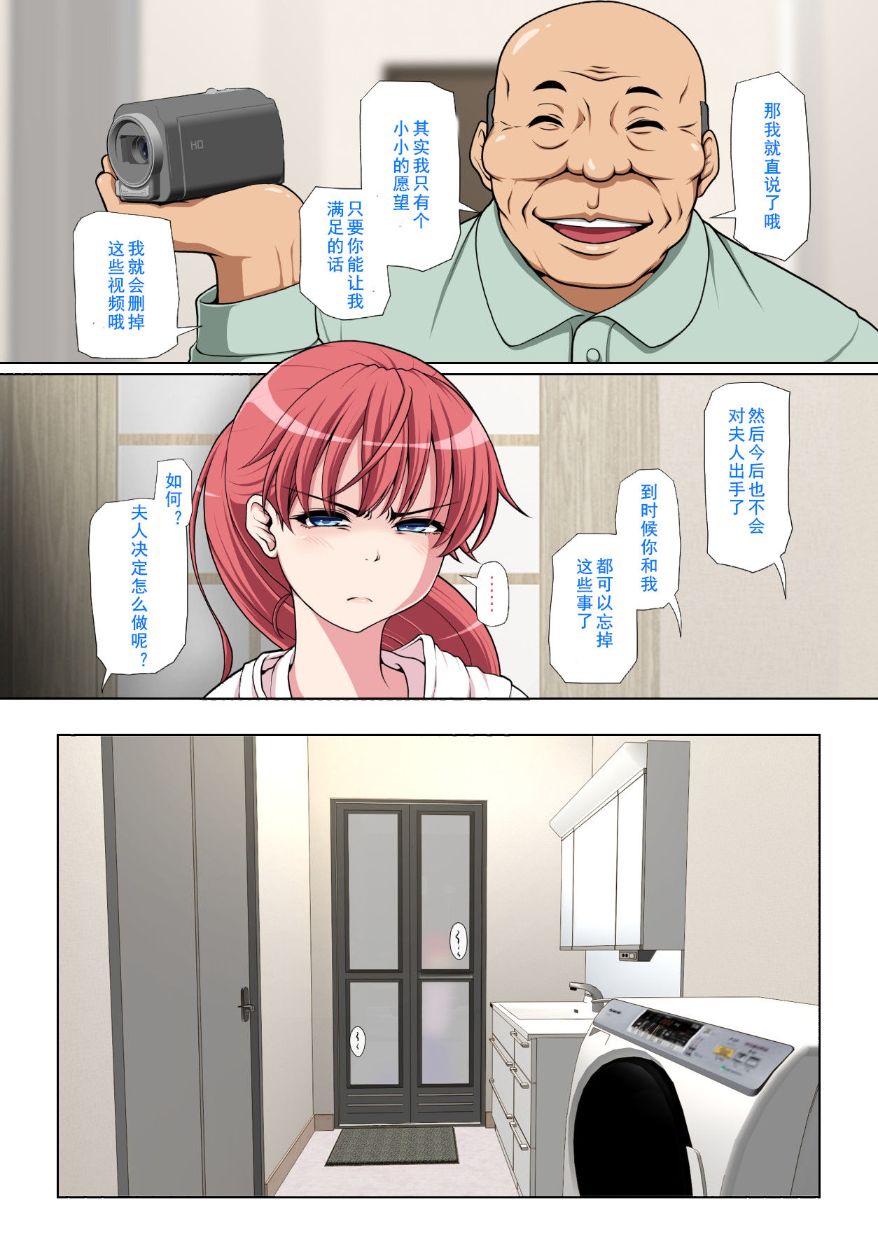 那我就直说了哦
其实我只有个
小小的愿望
只要你能让我
满足的话
我就会删掉
这些视频哦
HD
然后今后也不会
对夫人出手了
到时候你和我
都可以忘掉
这些事了
……
如何？
夫人决定怎么做呢？